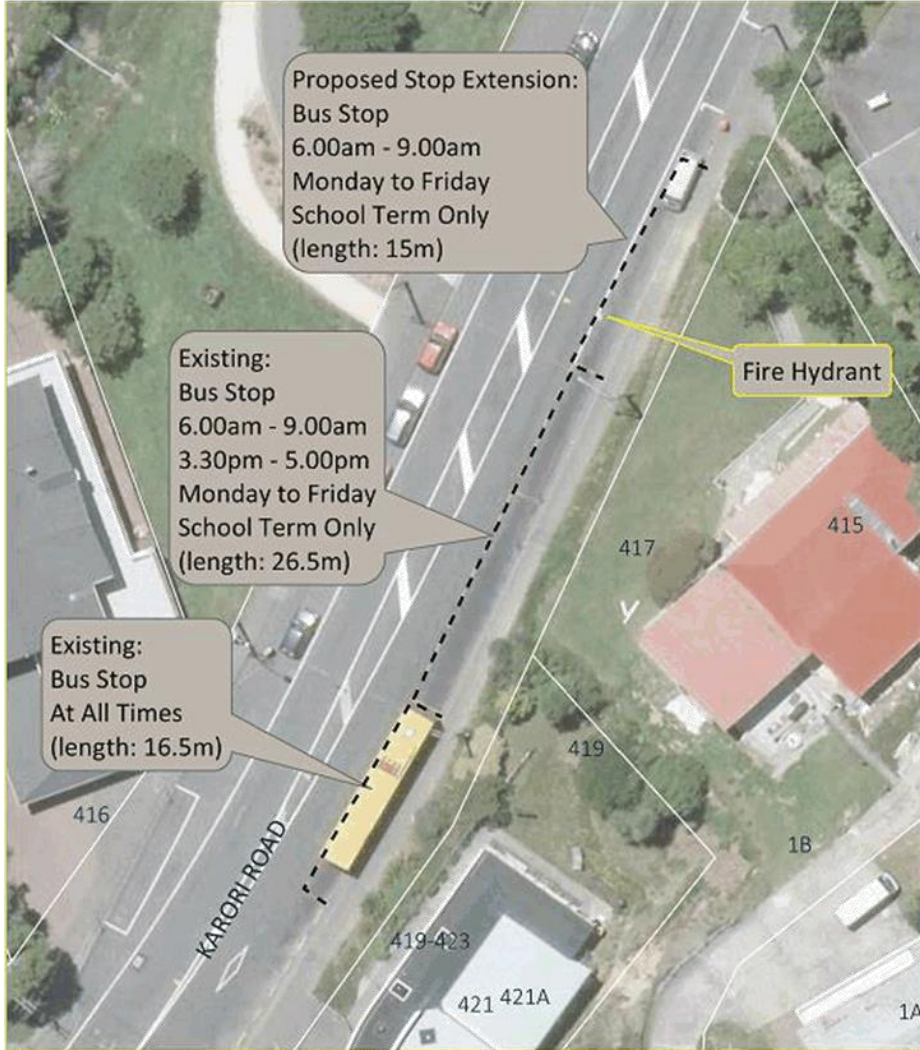 Proposed Stop Extension:
Bus Stop
6.00am - 9.00am
Monday to Friday
School Term Only
(length: 15m)
Fire Hydrant
Existing:
Bus Stop
6.00am - 9.00am
3.30pm - 5.00pm
Monday to Friday
School Term Only
(length: 26.5m)
415
417
Existing:
Bus Stop
At All Times
(length: 16.5m)
419
416
1B
KARORI ROAD
419-423
421
421A
1A